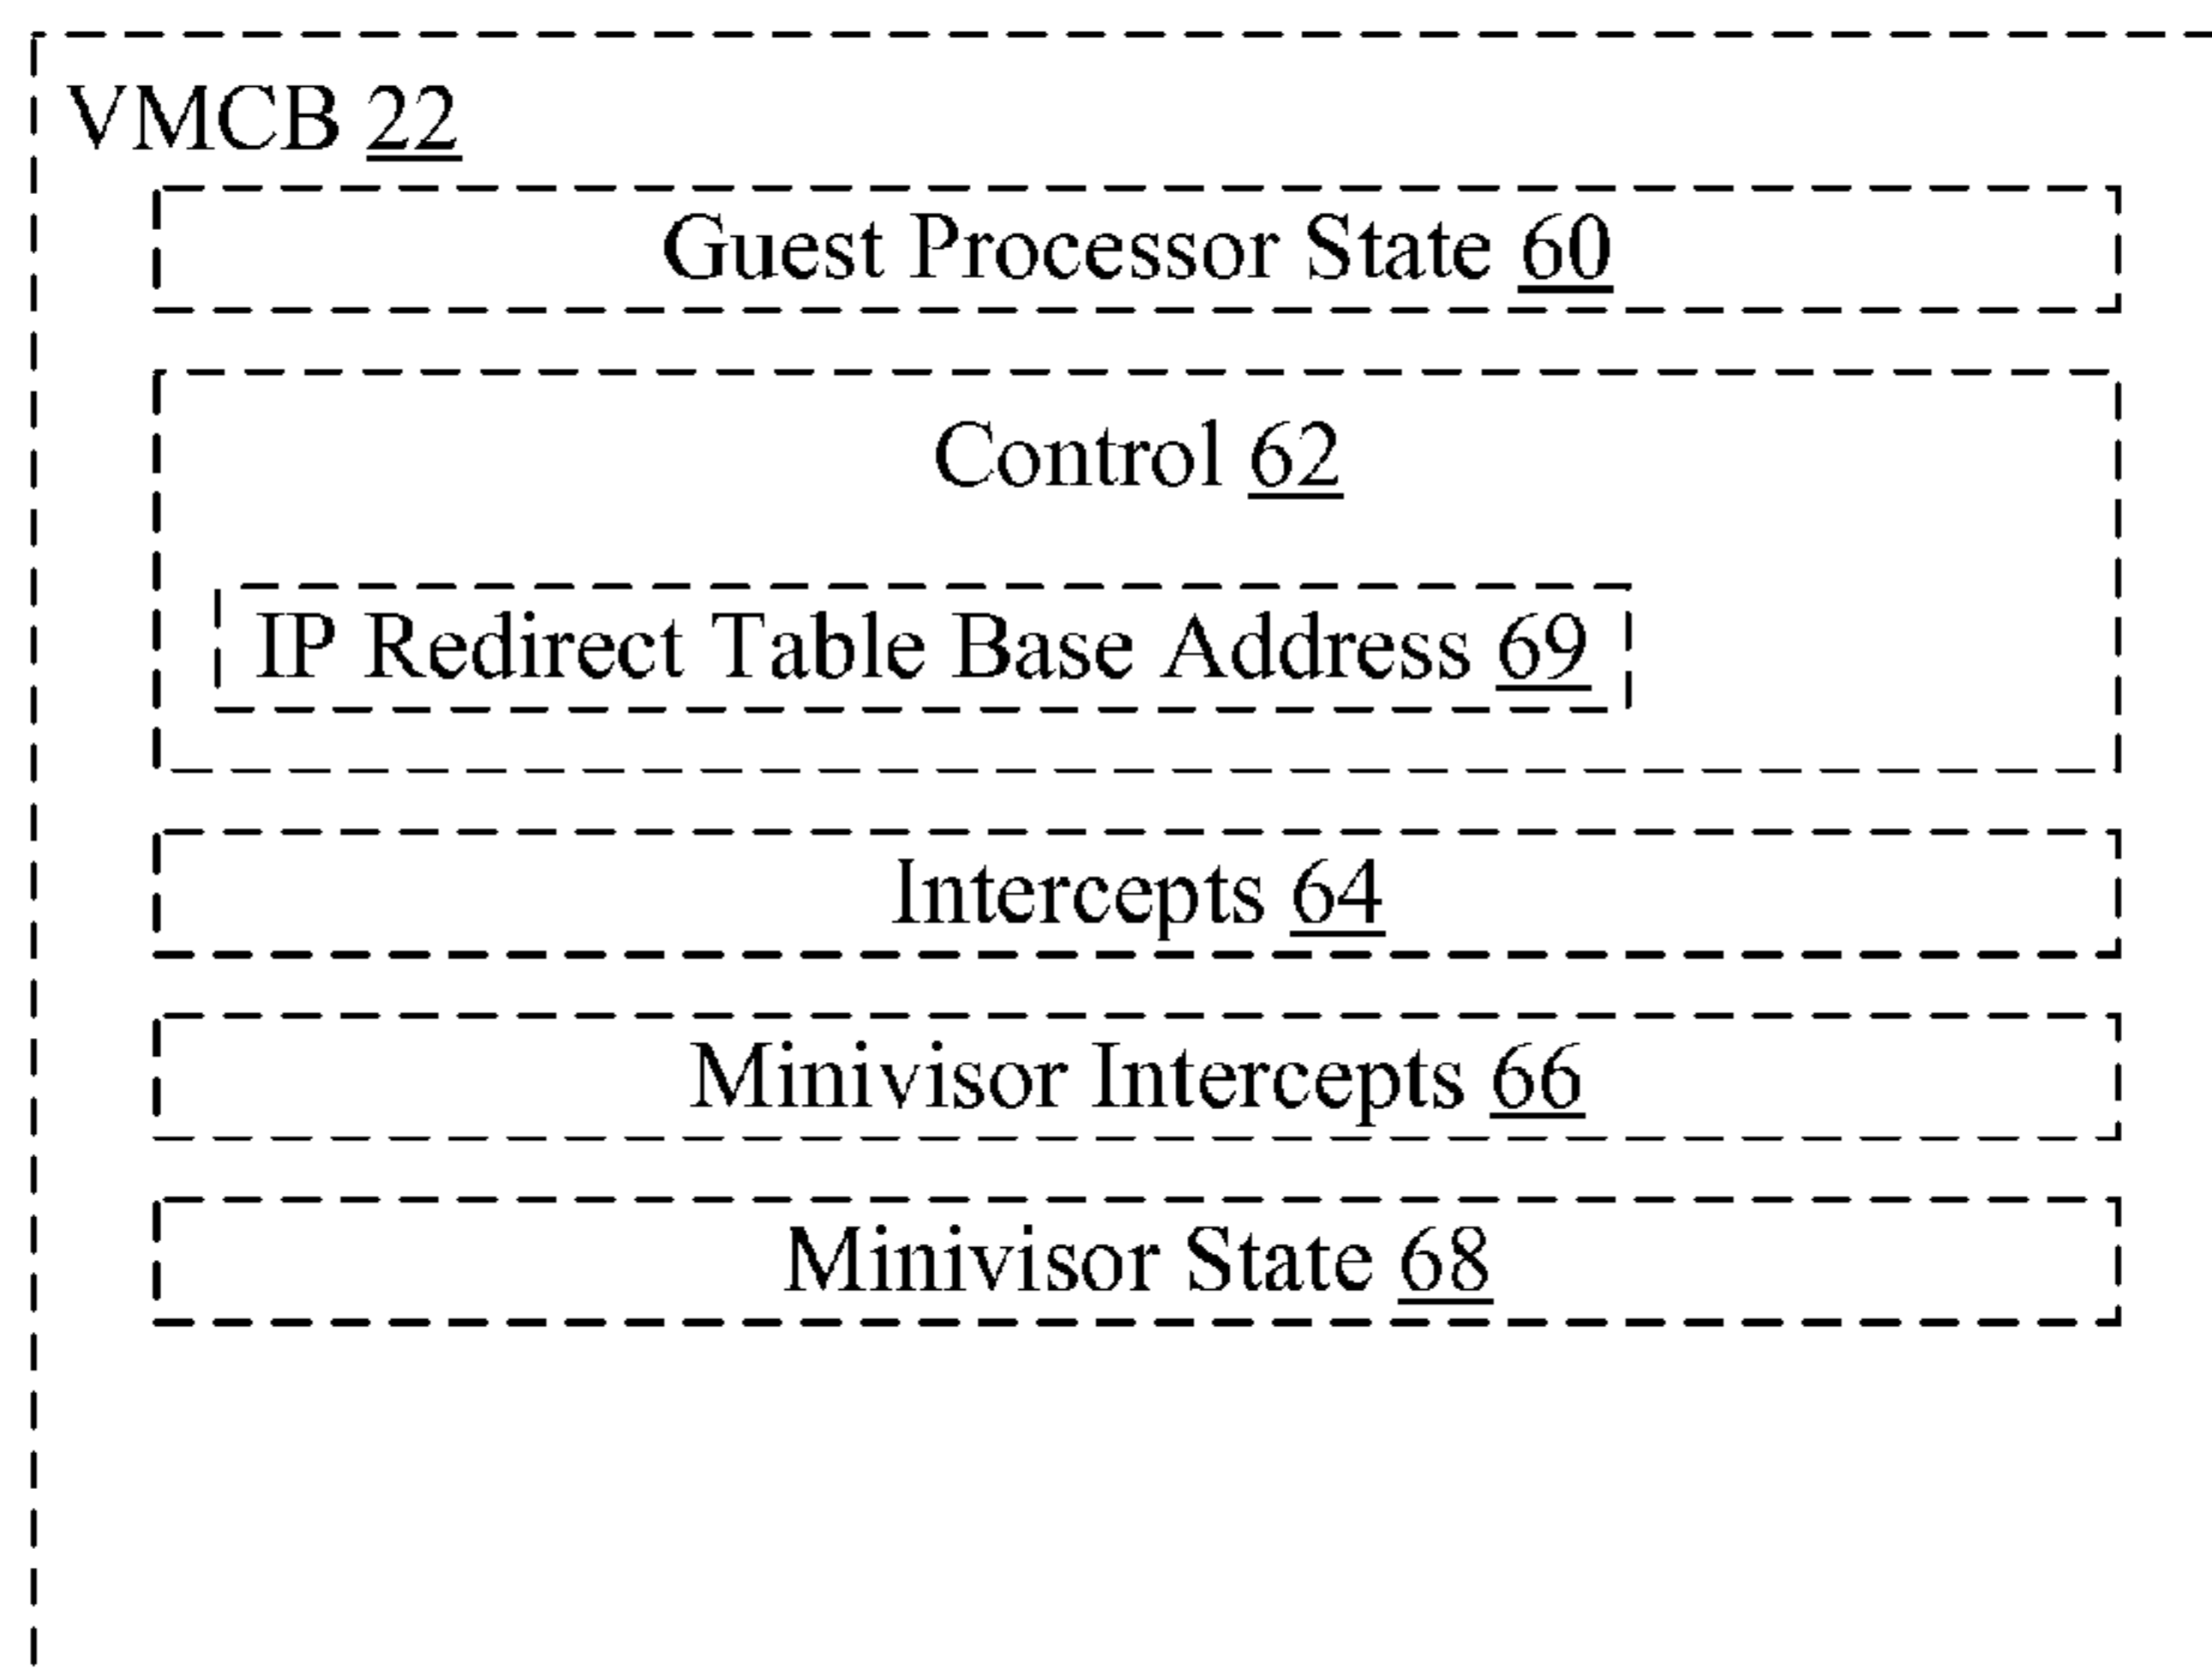 VMCB 22
Guest Processor State 60
Control 62
IP Redirect Table Base Address 69
Intercepts 64
Minivisor Intercepts 66
Minivisor State 68